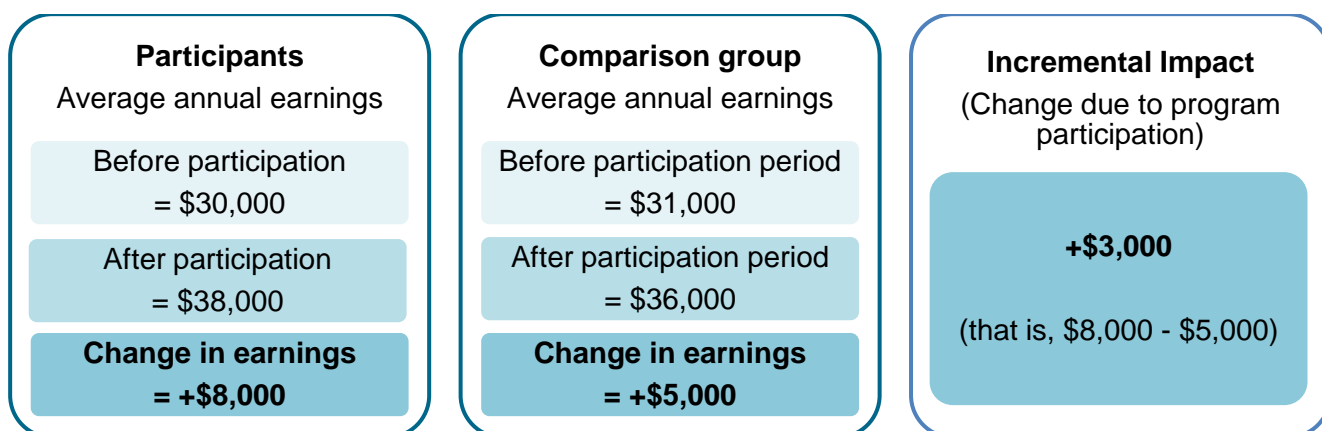 Participants
Average annual earnings
Before participation
= $30,000
After participation
= $38,000
Change in earnings
= +$8,000
Comparison group
Average annual earnings
Before participation period
= $31,000
After participation period
= $36,000
Change in earnings
= +$5,000
Incremental Impact
(Change due to program
participation)
+$3,000
(that is, $8,000 - $5,000)